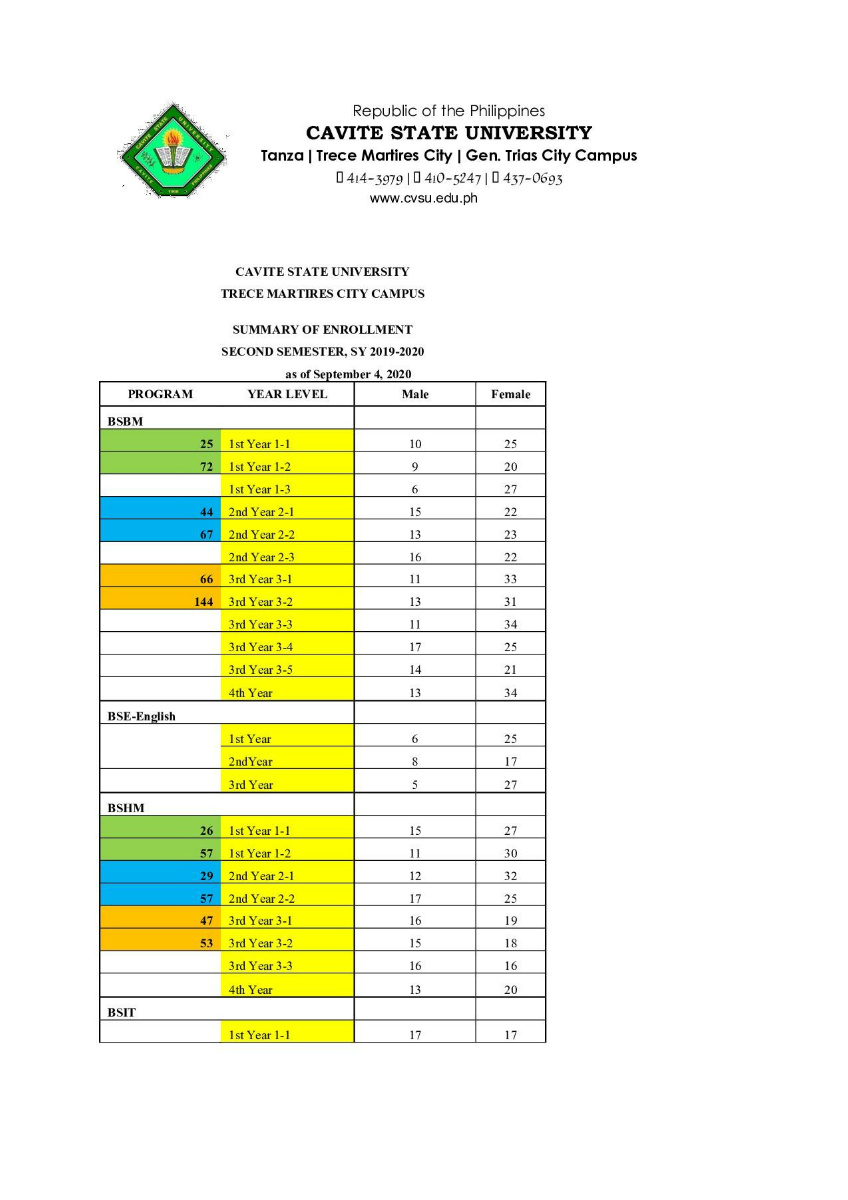 Republic of the Philippines
CAVITE STATE UNIVERSITY
Tanza | Trece Martires City | Gen. Trias City Campus
414-3979 | 410-5247 | 437-0693
www.cvsu.edu.ph
CAVITE STATE UNIVERSITY
TRECE MARTIRES CITY CAMPUS
SUMMARY OF ENROLLMENT
SECOND SEMESTER, SY 2019-2020
as of September 4, 2020
PROGRAM YEAR LEVEL Male Female
BSBM
25 1st Year 1-1 10 25
72 1st Year 1-2 9 20
1st Year 1-3 6 27
44 2nd Year 2-1 15 22
67 2nd Year 2-2 13 23
2nd Year 2-3 16 22
66 3rd Year 3-1 11 33
144 3rd Year 3-2 13 31
3rd Year 3-3 11 34
3rd Year 3-4 17 25
3rd Year 3-5 14 21
4th Year 13 34
BSE-English
1st Year 6 25
2ndYear 8 17
3rd Year 5 27
BSHM
26 1st Year 1-1 15 27
57 1st Year 1-2 11 30
29 2nd Year 2-1 12 32
57 2nd Year 2-2 17 25
47 3rd Year 3-1 16 19
53 3rd Year 3-2 15 18
3rd Year 3-3 16 16
4th Year 13 20
BSIT
1st Year 1-1 17 17